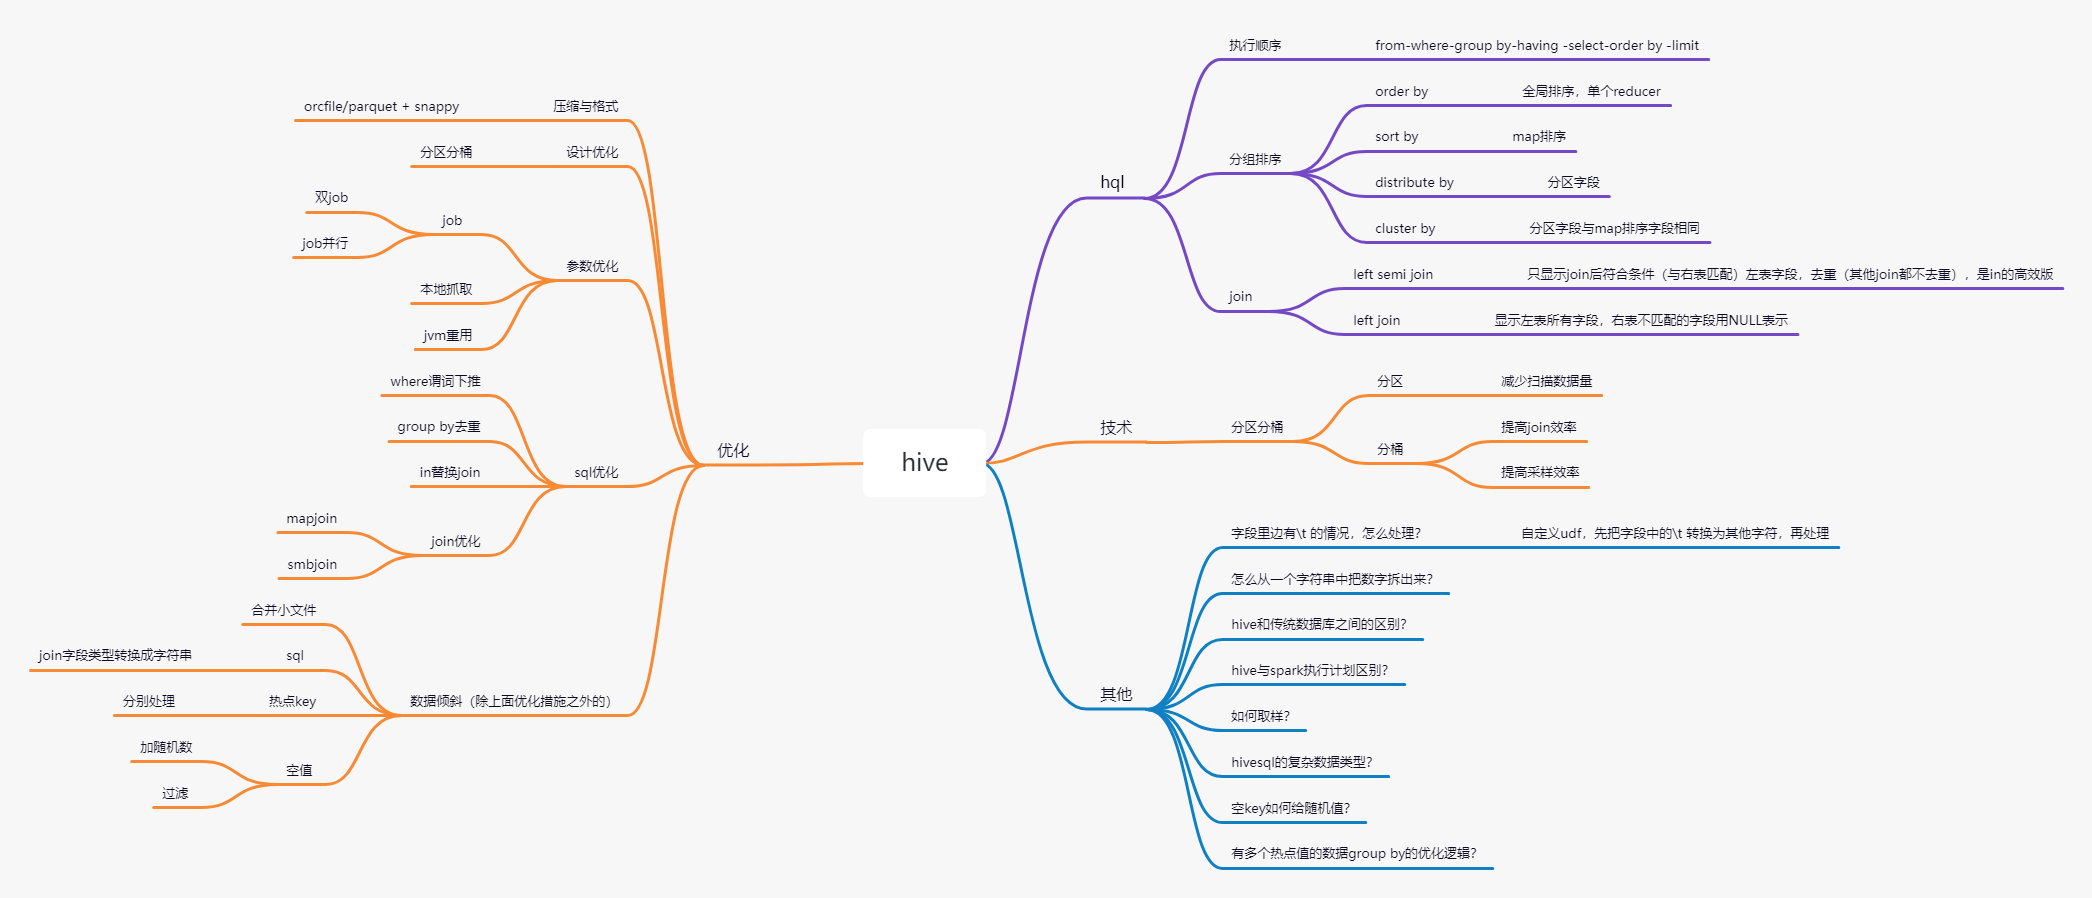 hive
hql
执行顺序
from-where-group by-having -select-order by -limit
分组排序
order by
全局排序，单个reducer
sort by
map排序
distribute by
分区字段
cluster by
分区字段与map排序字段相同
join
left semi join
只显示join后符合条件（与右表匹配）左表字段，去重（其他join都不去重），是in的高效版
left join
显示左表所有字段，右表不匹配的字段用NULL表示
技术
分区分桶
分区
减少扫描数据量
分桶
提高join效率
提高采样效率
其他
字段里边有\t 的情况，怎么处理？
自定义udf，先把字段中的\t 转换为其他字符，再处理
怎么从一个字符串中把数字拆出来？
hive和传统数据库之间的区别？
hive与spark执行计划区别？
如何取样？
hivesql的复杂数据类型？
空key如何给随机值？
有多个热点值的数据group by的优化逻辑？
优化
压缩与格式
orcfile/parquet + snappy
设计优化
分区分桶
参数优化
job
双job
job并行
本地抓取
jvm重用
sql优化
where谓词下推
group by去重
in替换join
join优化
mapjoin
smbjoin
数据倾斜（除上面优化措施之外的）
合并小文件
sql
join字段类型转换成字符串
热点key
分别处理
空值
加随机数
过滤